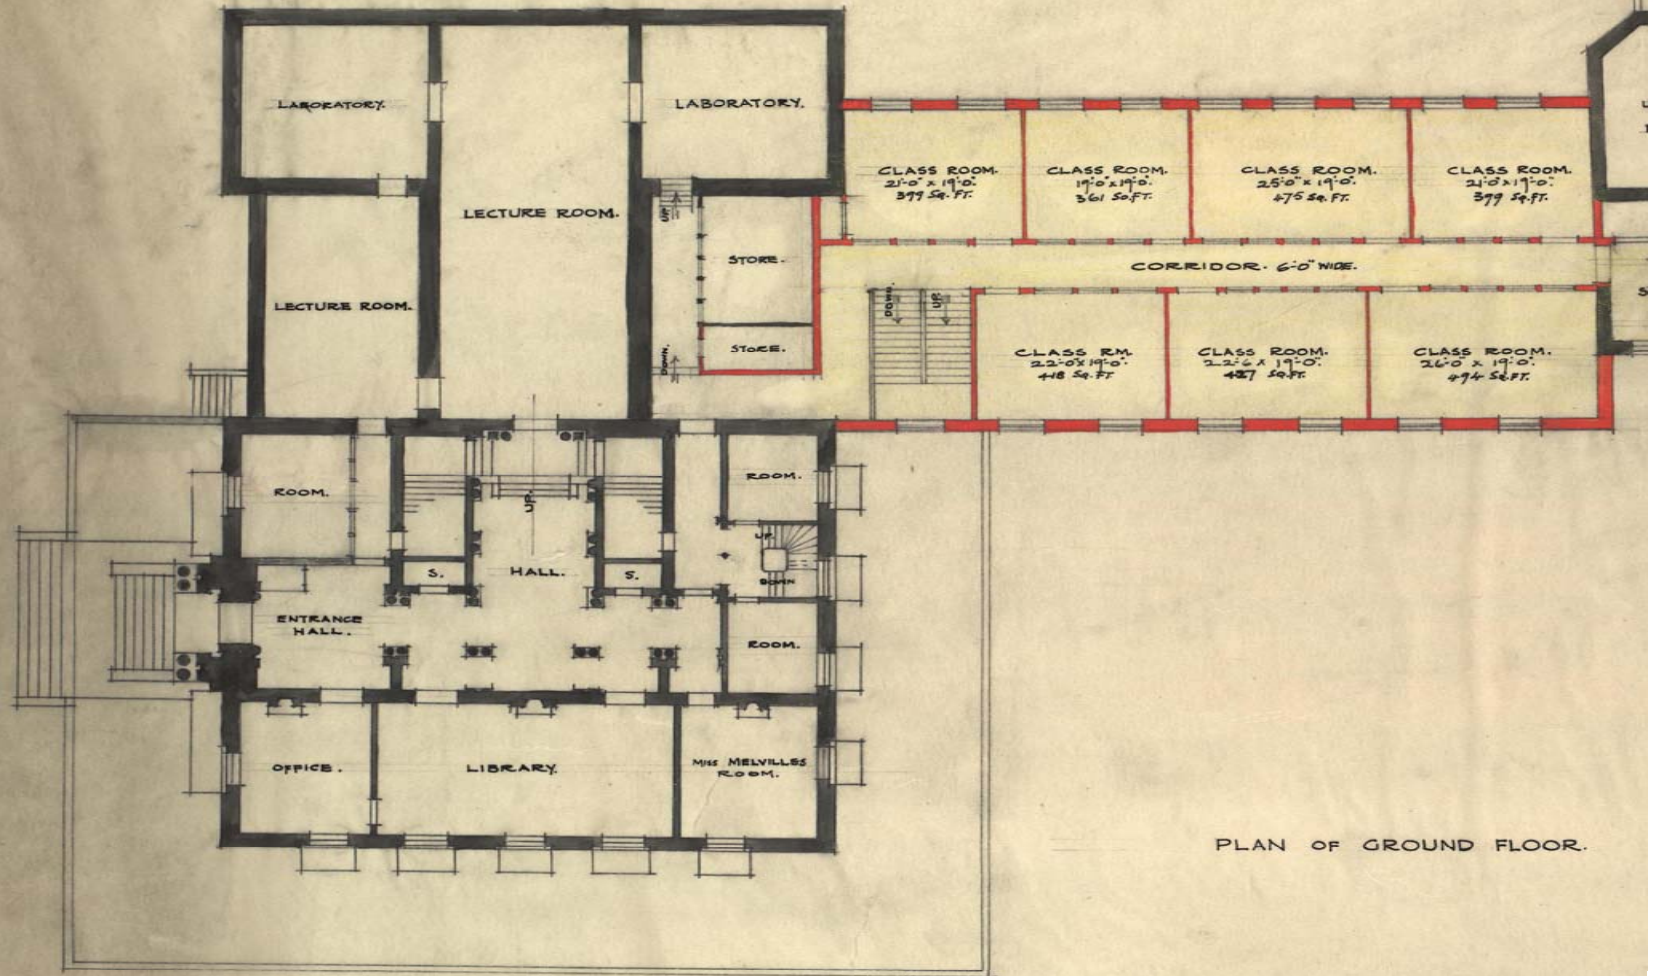 LABORATORY.
LECTURE ROOM.
LABORATORY.
LECTURE ROOM.
UP.
STORE.
STORE.
DOWN.
CLASS ROOM.
21'·0" × 19'·0".
399 SQ. FT.
CLASS ROOM.
19'·0" × 19'·0".
361 SQ. FT.
CLASS ROOM.
25'·0" × 19'·0".
475 SQ. FT.
CLASS ROOM.
21'·0" × 19'·0".
399 SQ. FT.
CORRIDOR. 6'·0" WIDE.
DOWN.
UP.
CLASS RM.
22'·0" × 19'·0".
418 SQ. FT
CLASS ROOM.
22'·6" × 19'·0".
427 SQ. FT.
CLASS ROOM.
26'·0" × 19'·0".
494 SQ. FT.
ROOM.
UP.
S.
HALL.
S.
ROOM.
UP.
DOWN
ENTRANCE
HALL.
ROOM.
OFFICE.
LIBRARY.
MISS MELVILLES
ROOM.
PLAN OF GROUND FLOOR.